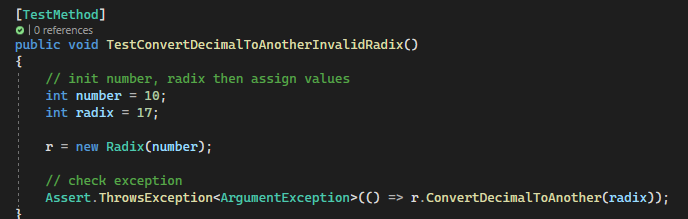 [TestMethod]
| 0 references
public void TestConvertDecimalToAnotherInvalidRadix()
{
// init number, radix then assign values
int number = 10;
int radix = 17;
r = new Radix(number);
// check exception
Assert.ThrowsException<ArgumentException>(() => r.ConvertDecimalToAnother(radix));
}